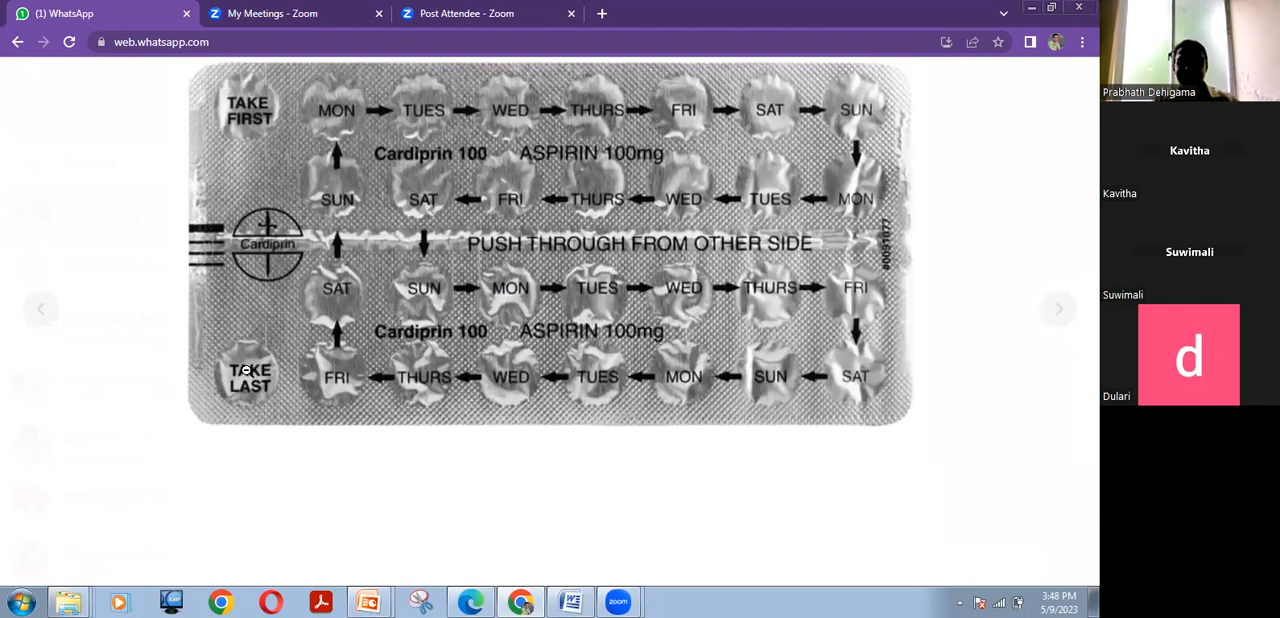 (1) WhatsApp
My Meetings - Zoom
Post Attendee - Zoom
web.whatsapp.com
TAKE FIRST
MON TUES WED THURS FRI SAT SUN
Cardiprin 100 ASPIRIN 100mg
SUN SAT FRI THURS WED TUES MON
Cardiprin
PUSH THROUGH FROM OTHER SIDE
#0091077
SAT SUN MON TUES WED THURS FRI
Cardiprin 100 ASPIRIN 100mg
TAKE LAST
FRI THURS WED TUES MON SUN SAT
Prabhath Dehigama
Kavitha
Kavitha
Suwimali
Suwimali
d
Dulari
zoom
3:48 PM
5/9/2023